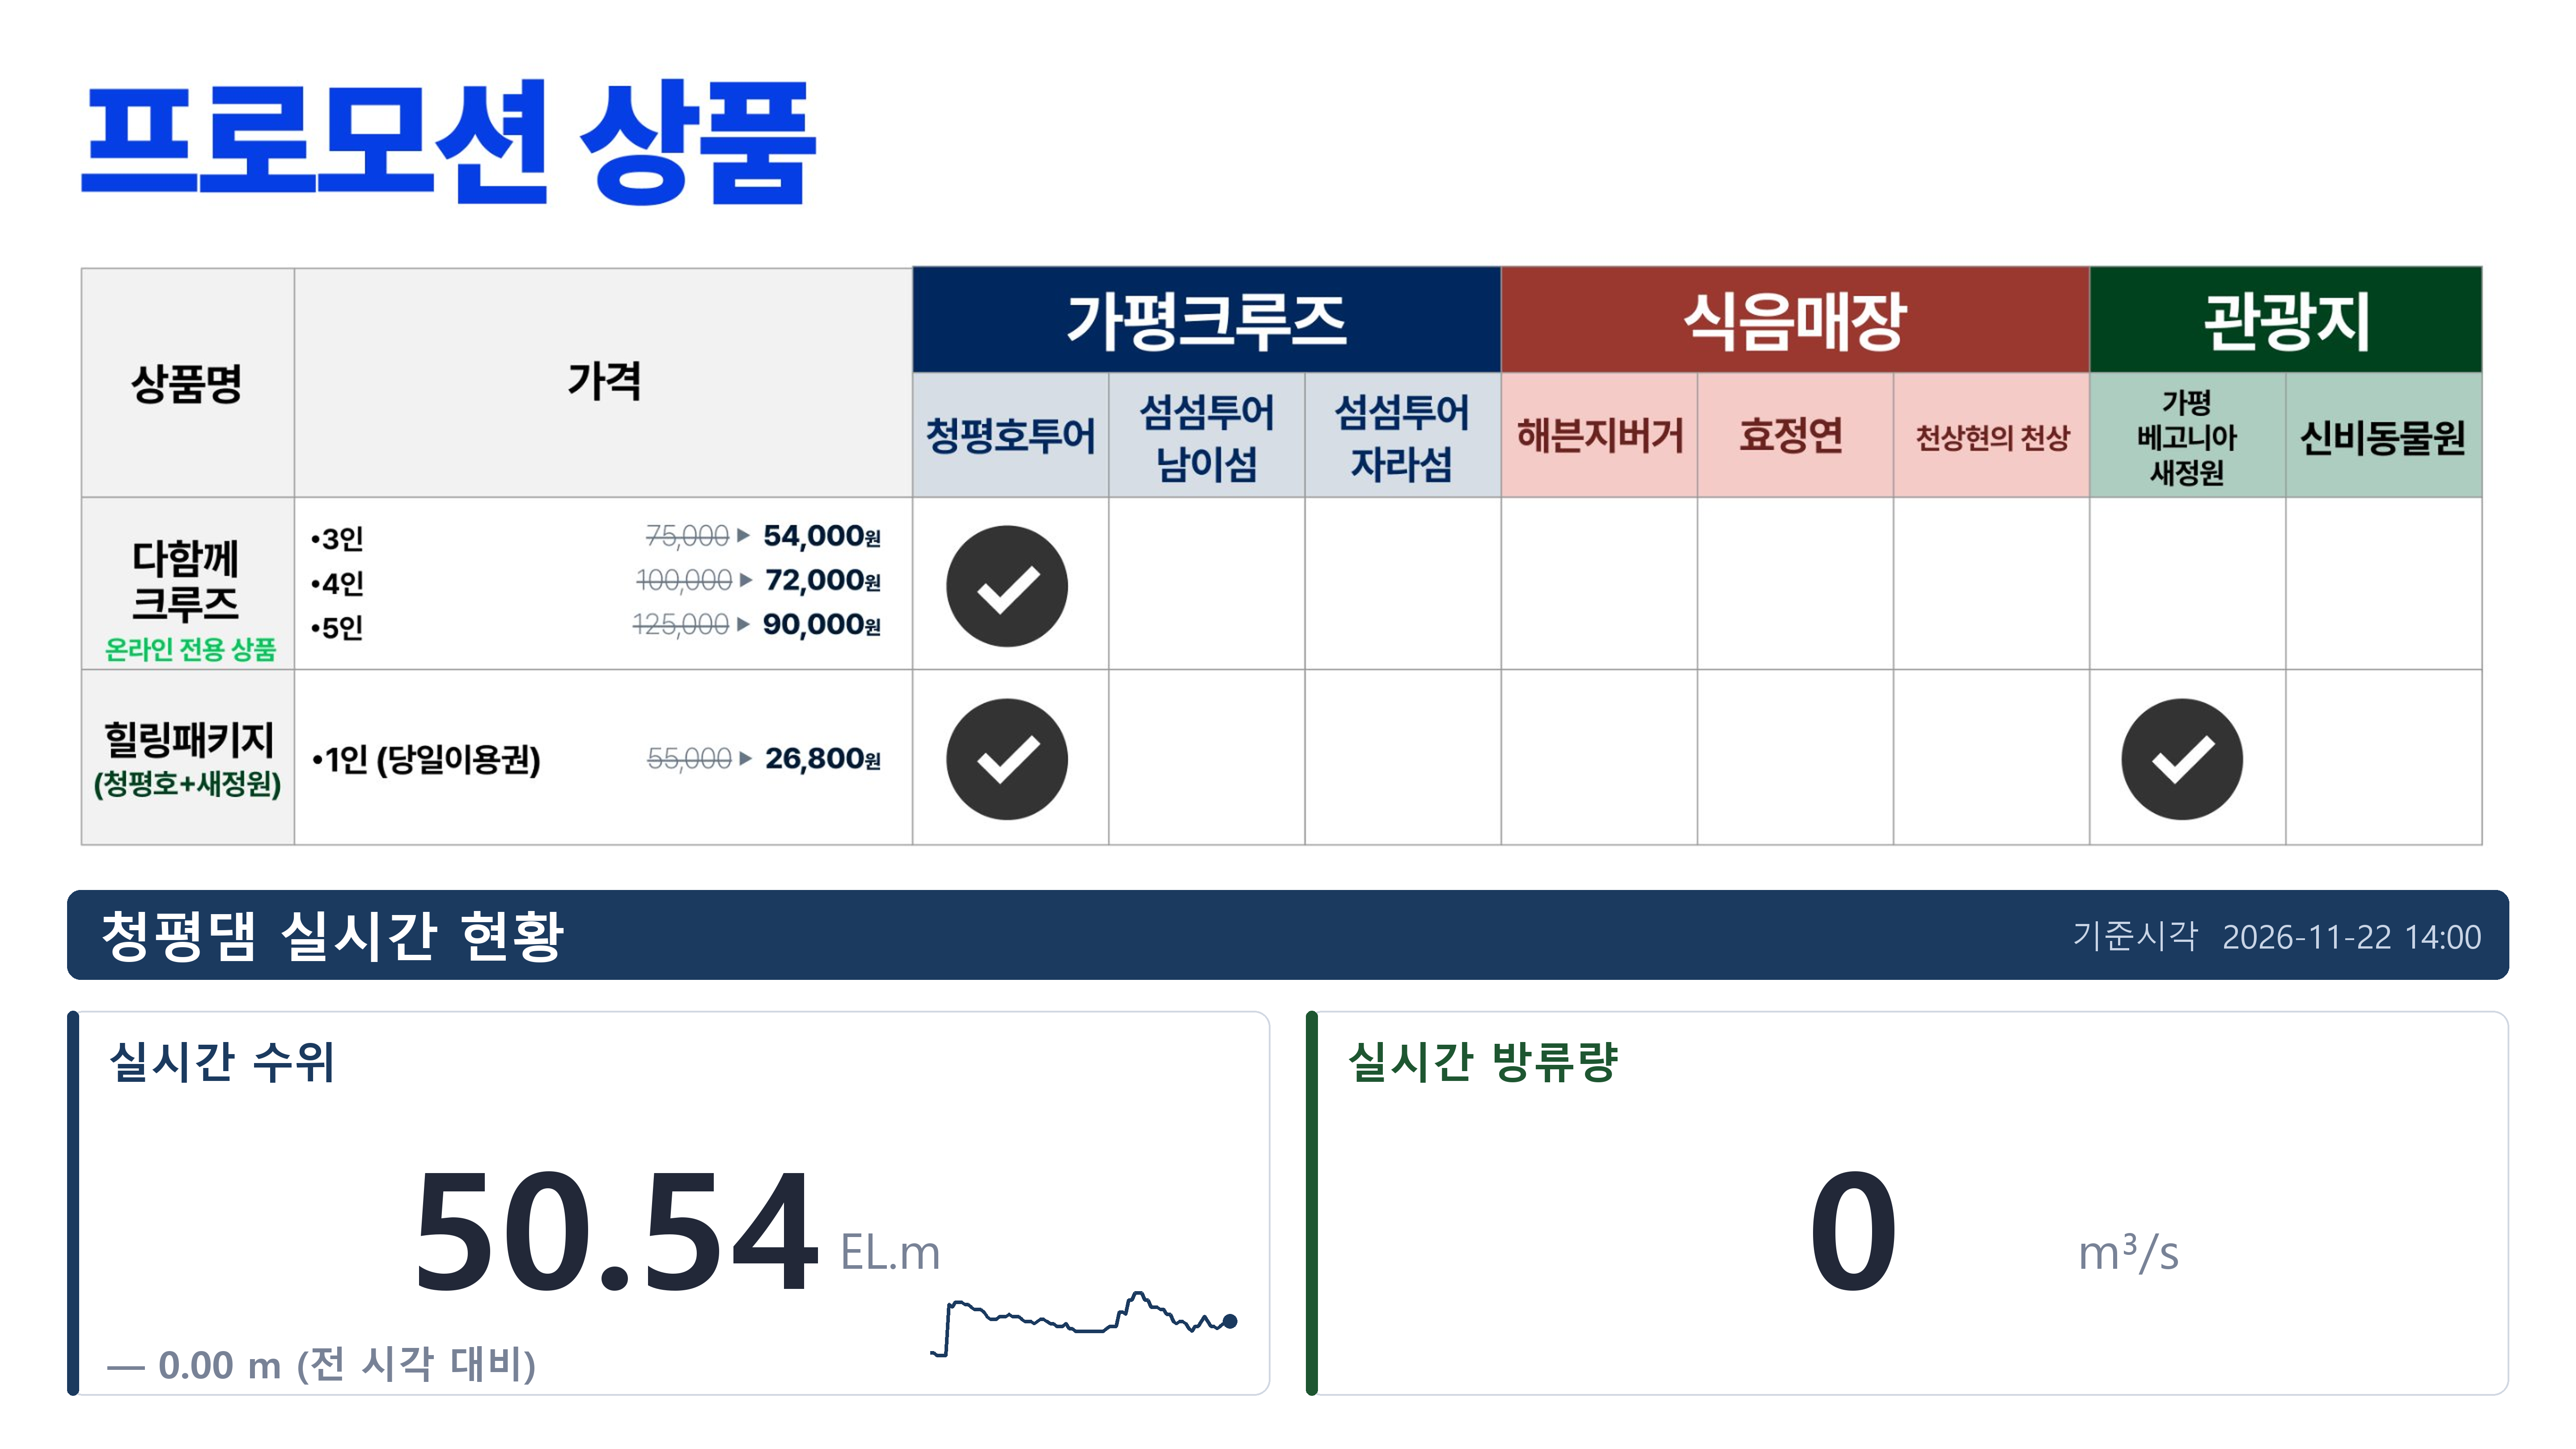 프로모션 상품
상품명
가격
가평크루즈
식음매장
관광지
청평호투어
섬섬투어
남이섬
섬섬투어
자라섬
해븐지버거
효정연
천상현의 천상
가평
베고니아
새정원
신비동물원
다함께
크루즈
온라인 전용 상품
•3인 75,000 ▶ 54,000원
•4인 100,000 ▶ 72,000원
•5인 125,000 ▶ 90,000원
힐링패키지
(청평호+새정원)
•1인 (당일이용권) 55,000 ▶ 26,800원
청평댐 실시간 현황
기준시각 2026-11-22 14:00
실시간 수위
50.54 EL.m
— 0.00 m (전 시각 대비)
실시간 방류량
0 m³/s